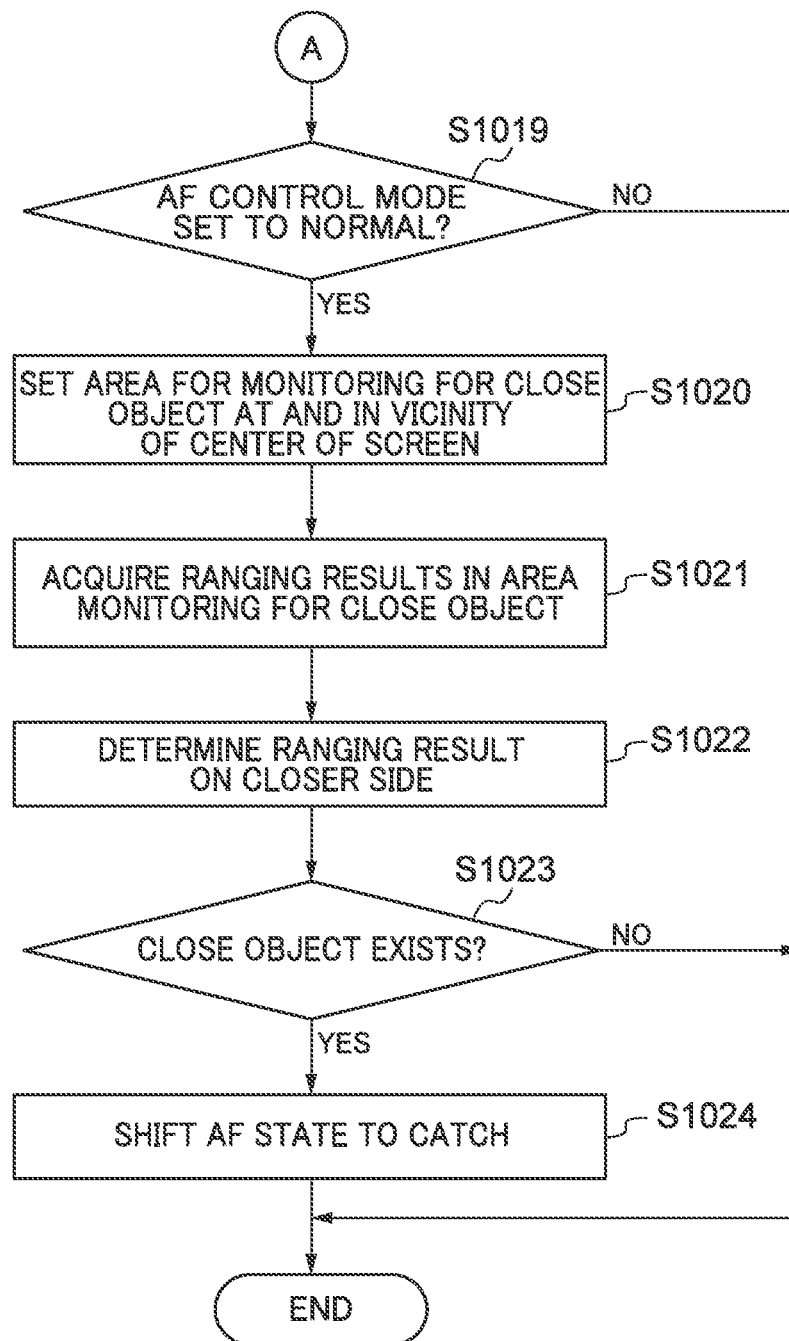 A
S1019
AF CONTROL MODE
SET TO NORMAL?
NO
YES
SET AREA FOR MONITORING FOR CLOSE
OBJECT AT AND IN VICINITY
OF CENTER OF SCREEN
S1020
ACQUIRE RANGING RESULTS IN AREA
MONITORING FOR CLOSE OBJECT
S1021
DETERMINE RANGING RESULT
ON CLOSER SIDE
S1022
S1023
CLOSE OBJECT EXISTS?
NO
YES
SHIFT AF STATE TO CATCH
S1024
END